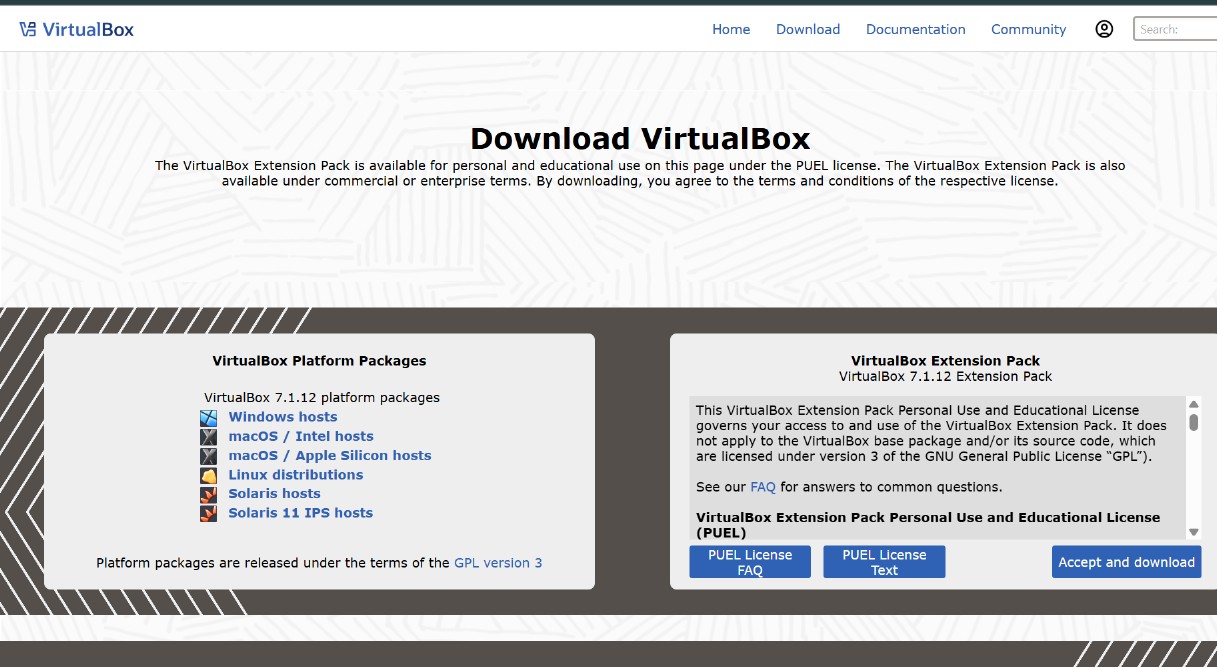 VirtualBox
Home Download Documentation Community Search:
Download VirtualBox
The VirtualBox Extension Pack is available for personal and educational use on this page under the PUEL license. The VirtualBox Extension Pack is also
available under commercial or enterprise terms. By downloading, you agree to the terms and conditions of the respective license.
VirtualBox Platform Packages
VirtualBox 7.1.12 platform packages
Windows hosts
macOS / Intel hosts
macOS / Apple Silicon hosts
Linux distributions
Solaris hosts
Solaris 11 IPS hosts
Platform packages are released under the terms of the GPL version 3
VirtualBox Extension Pack
VirtualBox 7.1.12 Extension Pack
This VirtualBox Extension Pack Personal Use and Educational License
governs your access to and use of the VirtualBox Extension Pack. It does
not apply to the VirtualBox base package and/or its source code, which
are licensed under version 3 of the GNU General Public License “GPL”).
See our FAQ for answers to common questions.
VirtualBox Extension Pack Personal Use and Educational License
(PUEL)
PUEL License
FAQ
PUEL License
Text
Accept and download